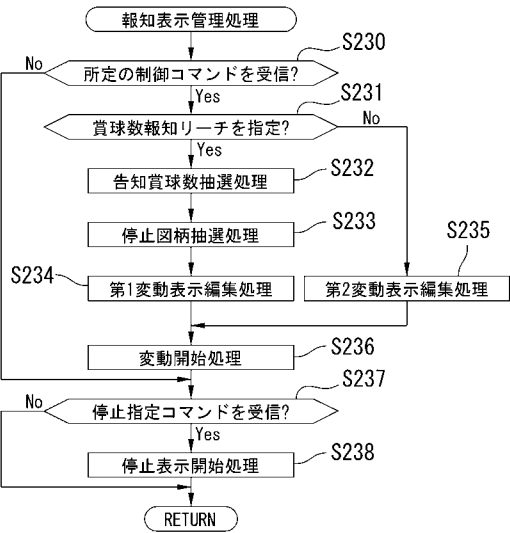 報知表示管理処理
S230
No
所定の制御コマンドを受信?
Yes
S231
賞球数報知リーチを指定?
No
Yes
S232
告知賞球数抽選処理
S233
停止図柄抽選処理
S235
S234
第1変動表示編集処理
第2変動表示編集処理
S236
変動開始処理
S237
No
停止指定コマンドを受信?
Yes
S238
停止表示開始処理
RETURN